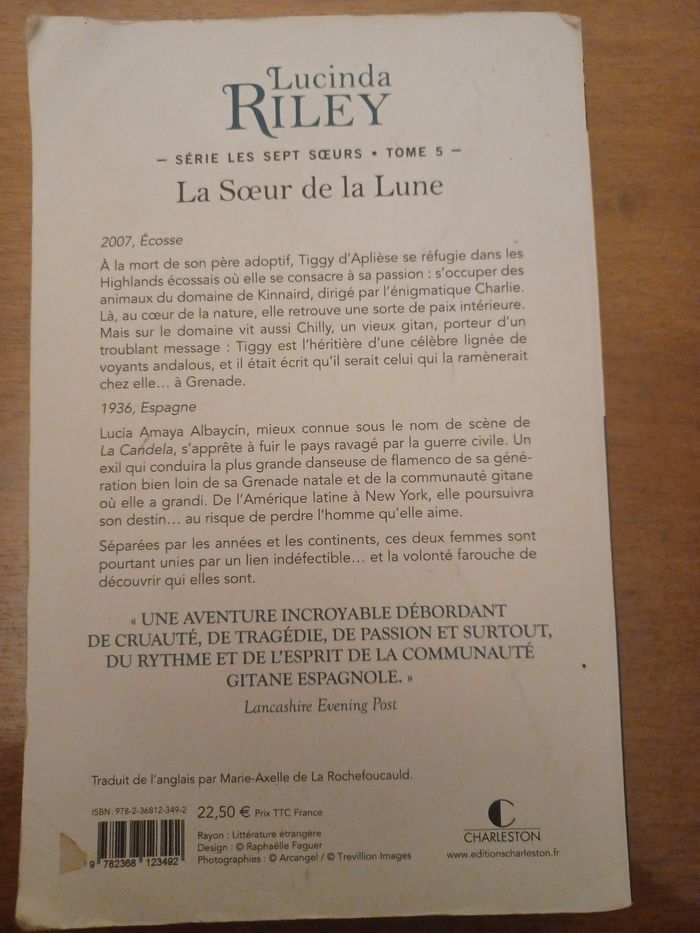 Lucinda
RILEY
— SÉRIE LES SEPT SŒURS • TOME 5 —
La Sœur de la Lune
2007, Écosse
À la mort de son père adoptif, Tiggy d'Aplièse se réfugie dans les
Highlands écossais où elle se consacre à sa passion : s'occuper des
animaux du domaine de Kinnaird, dirigé par l'énigmatique Charlie.
Là, au cœur de la nature, elle retrouve une sorte de paix intérieure.
Mais sur le domaine vit aussi Chilly, un vieux gitan, porteur d'un
troublant message : Tiggy est l'héritière d'une célèbre lignée de
voyants andalous, et il était écrit qu'il serait celui qui la ramènerait
chez elle… à Grenade.
1936, Espagne
Lucía Amaya Albaycín, mieux connue sous le nom de scène de
La Candela, s'apprête à fuir le pays ravagé par la guerre civile. Un
exil qui conduira la plus grande danseuse de flamenco de sa géné-
ration bien loin de sa Grenade natale et de la communauté gitane
où elle a grandi. De l'Amérique latine à New York, elle poursuivra
son destin… au risque de perdre l'homme qu'elle aime.
Séparées par les années et les continents, ces deux femmes sont
pourtant unies par un lien indéfectible… et la volonté farouche de
découvrir qui elles sont.
« UNE AVENTURE INCROYABLE DÉBORDANT
DE CRUAUTÉ, DE TRAGÉDIE, DE PASSION ET SURTOUT,
DU RYTHME ET DE L'ESPRIT DE LA COMMUNAUTÉ
GITANE ESPAGNOLE. »
Lancashire Evening Post
Traduit de l'anglais par Marie-Axelle de La Rochefoucauld.
ISBN : 978-2-36812-349-2
22,50 € Prix TTC France
Rayon : Littérature étrangère
Design : © Raphaëlle Faguer
Photographies : © Arcangel / © Trevillion Images
9 782368 123492
C
CHARLESTON
www.editionscharleston.fr